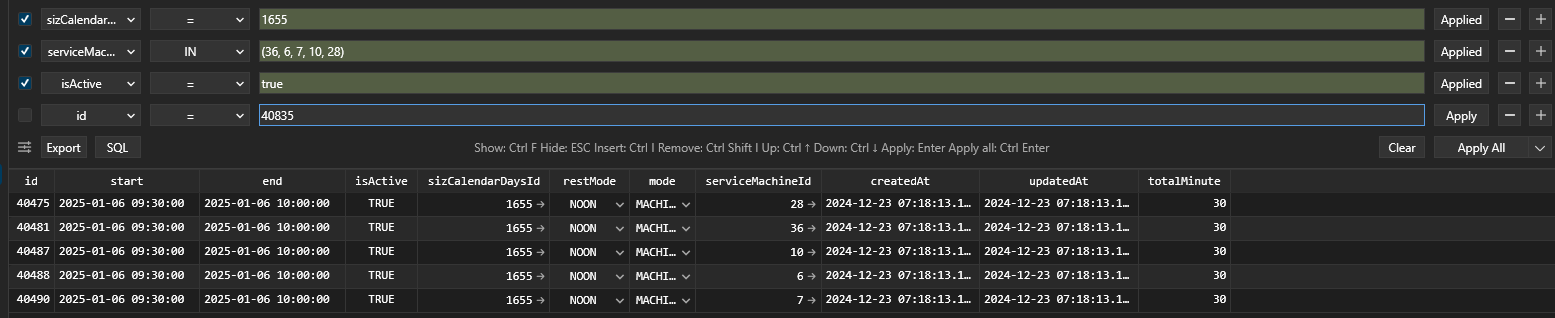 sizCalendar... = 1655 Applied
serviceMac... IN (36, 6, 7, 10, 28) Applied
isActive = true Applied
id = 40835 Apply
Export SQL Show: Ctrl F Hide: ESC Insert: Ctrl I Remove: Ctrl Shift I Up: Ctrl ↑ Down: Ctrl ↓ Apply: Enter Apply all: Ctrl Enter Clear Apply All
id start end isActive sizCalendarDaysId restMode mode serviceMachineId createdAt updatedAt totalMinute
40475 2025-01-06 09:30:00 2025-01-06 10:00:00 TRUE 1655 → NOON MACHI... 28 → 2024-12-23 07:18:13.1... 2024-12-23 07:18:13.1... 30
40481 2025-01-06 09:30:00 2025-01-06 10:00:00 TRUE 1655 → NOON MACHI... 36 → 2024-12-23 07:18:13.1... 2024-12-23 07:18:13.1... 30
40487 2025-01-06 09:30:00 2025-01-06 10:00:00 TRUE 1655 → NOON MACHI... 10 → 2024-12-23 07:18:13.1... 2024-12-23 07:18:13.1... 30
40488 2025-01-06 09:30:00 2025-01-06 10:00:00 TRUE 1655 → NOON MACHI... 6 → 2024-12-23 07:18:13.1... 2024-12-23 07:18:13.1... 30
40490 2025-01-06 09:30:00 2025-01-06 10:00:00 TRUE 1655 → NOON MACHI... 7 → 2024-12-23 07:18:13.1... 2024-12-23 07:18:13.1... 30